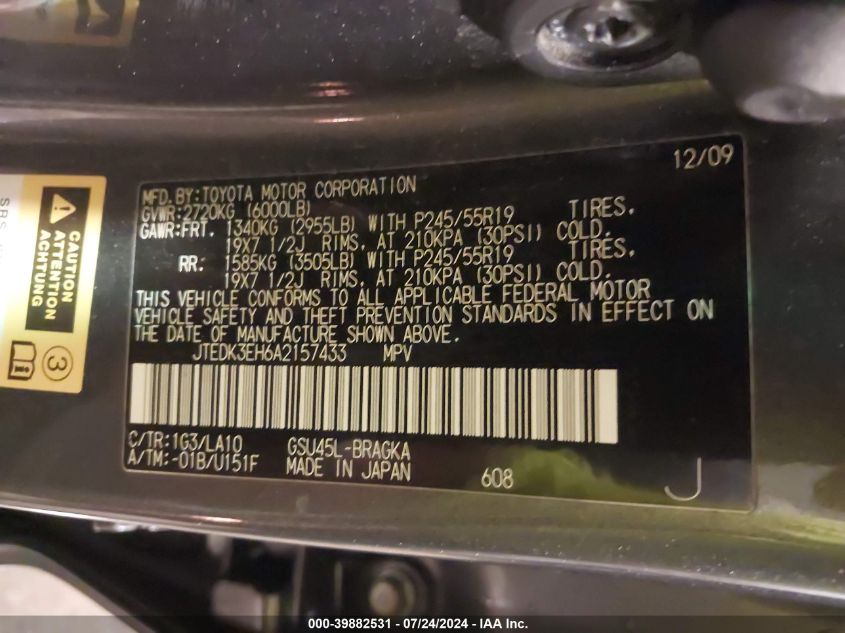 12/09
MFD.BY:TOYOTA MOTOR CORPORATION
GVWR:2720KG (6000LB)
GAWR:FRT. 1340KG (2955LB) WITH P245/55R19 TIRES.
19X7 1/2J RIMS, AT 210KPA (30PSI) COLD.
RR: 1585KG (3505LB) WITH P245/55R19 TIRES.
19X7 1/2J RIMS, AT 210KPA (30PSI) COLD.
THIS VEHICLE CONFORMS TO ALL APPLICABLE FEDERAL MOTOR
VEHICLE SAFETY AND THEFT PREVENTION STANDARDS IN EFFECT ON
THE DATE OF MANUFACTURE SHOWN ABOVE.
JTEDK3EH6A2157433 MPV
C/TR:1G3/LA10 GSU45L-BRAGKA
A/TM:-01B/U151F MADE IN JAPAN 608 J
CAUTION
ATTENTION
ACHTUNG
3
SRS
000-39882531 - 07/24/2024 - IAA Inc.